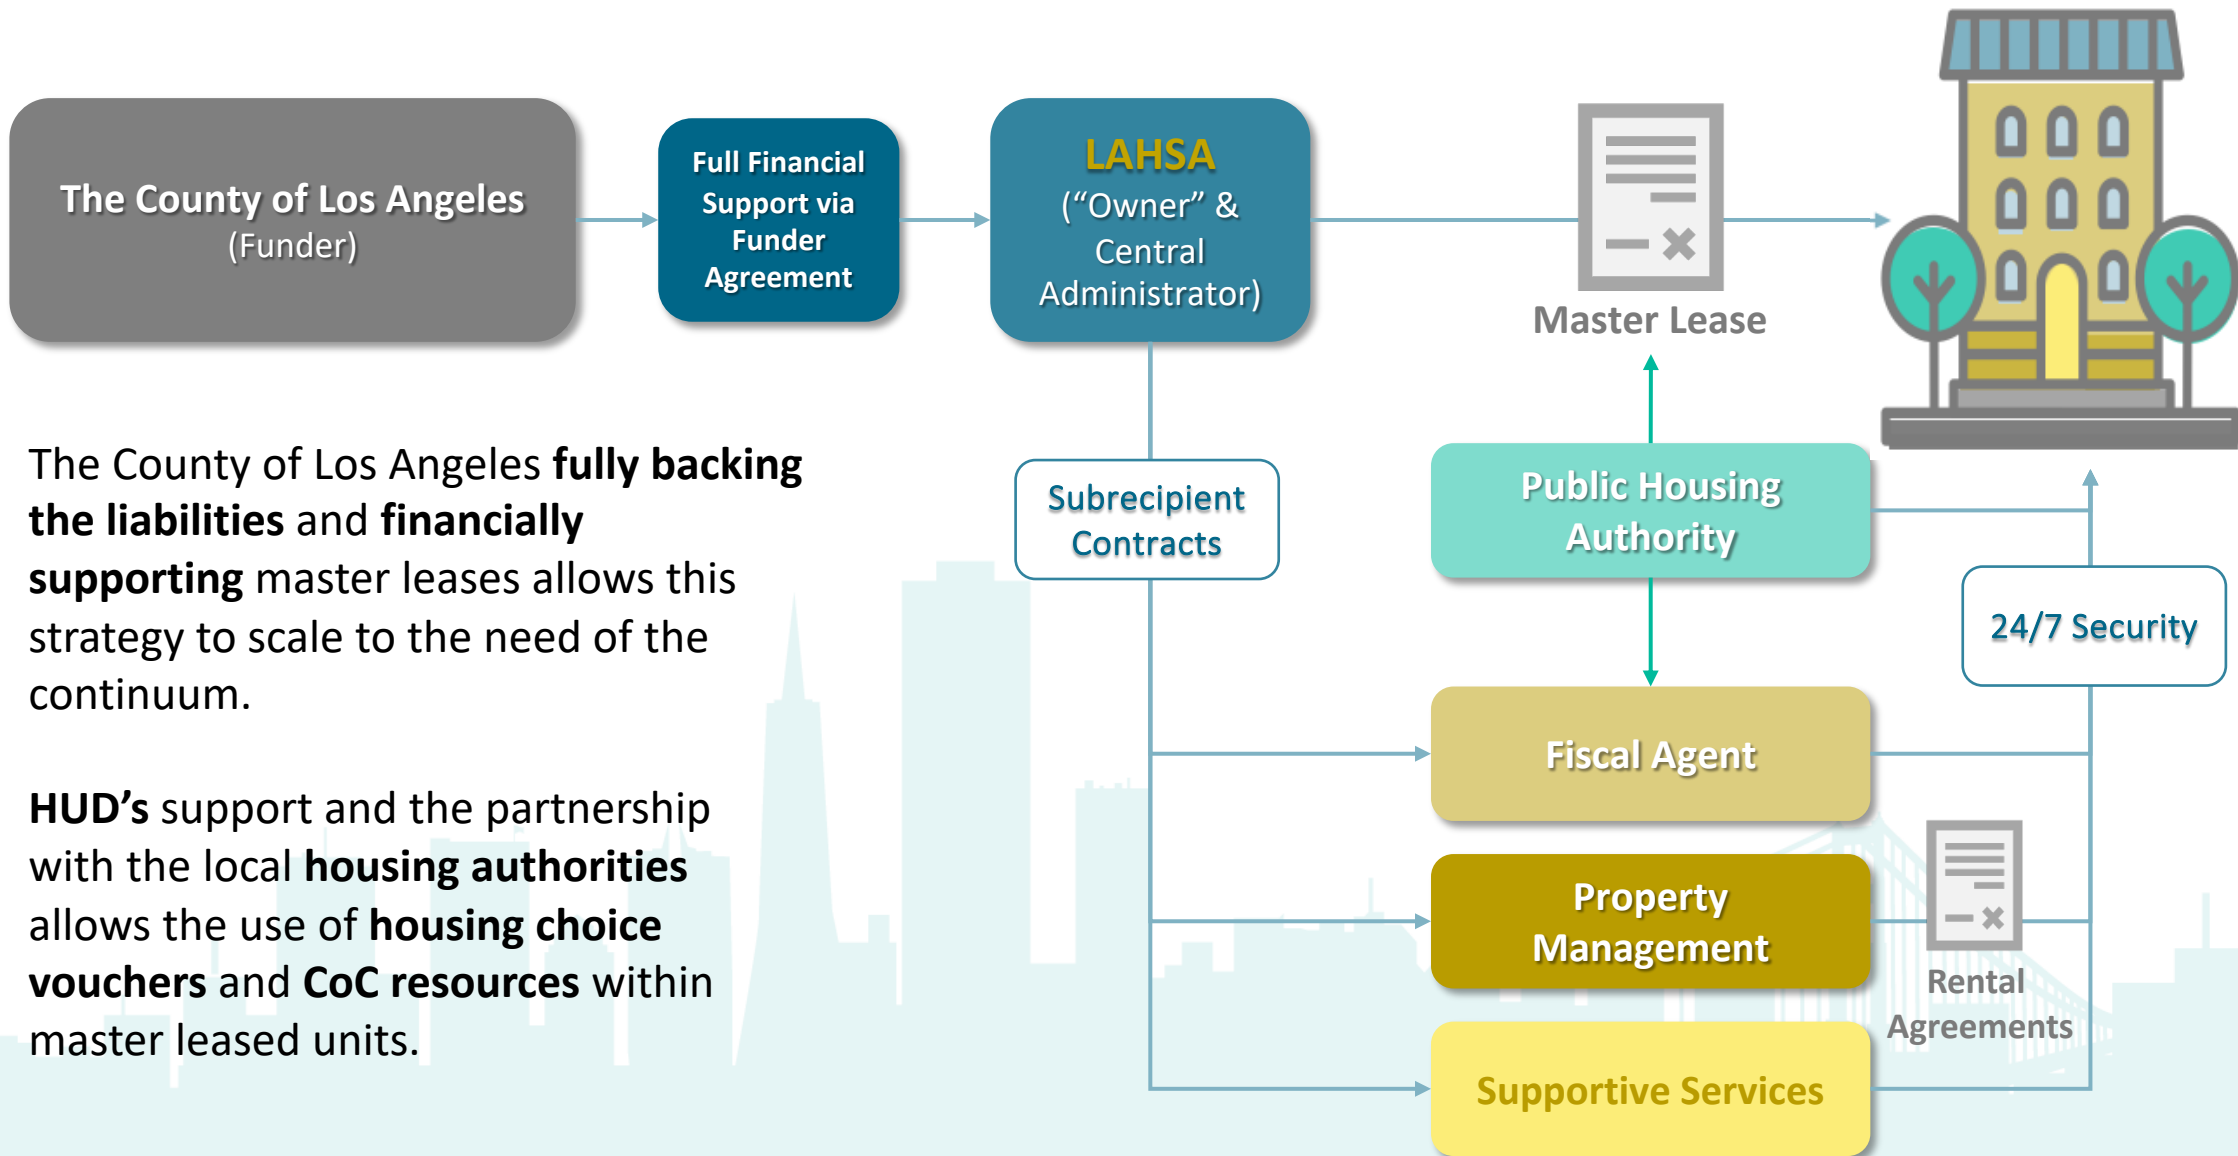 The County of Los Angeles
(Funder)
Full Financial
Support via
Funder
Agreement
LAHSA
(“Owner” &
Central
Administrator)
Master Lease
The County of Los Angeles fully backing
the liabilities and financially
supporting master leases allows this
strategy to scale to the need of the
continuum.
HUD’s support and the partnership
with the local housing authorities
allows the use of housing choice
vouchers and CoC resources within
master leased units.
Subrecipient
Contracts
Public Housing
Authority
24/7 Security
Fiscal Agent
Property
Management
Rental
Agreements
Supportive Services